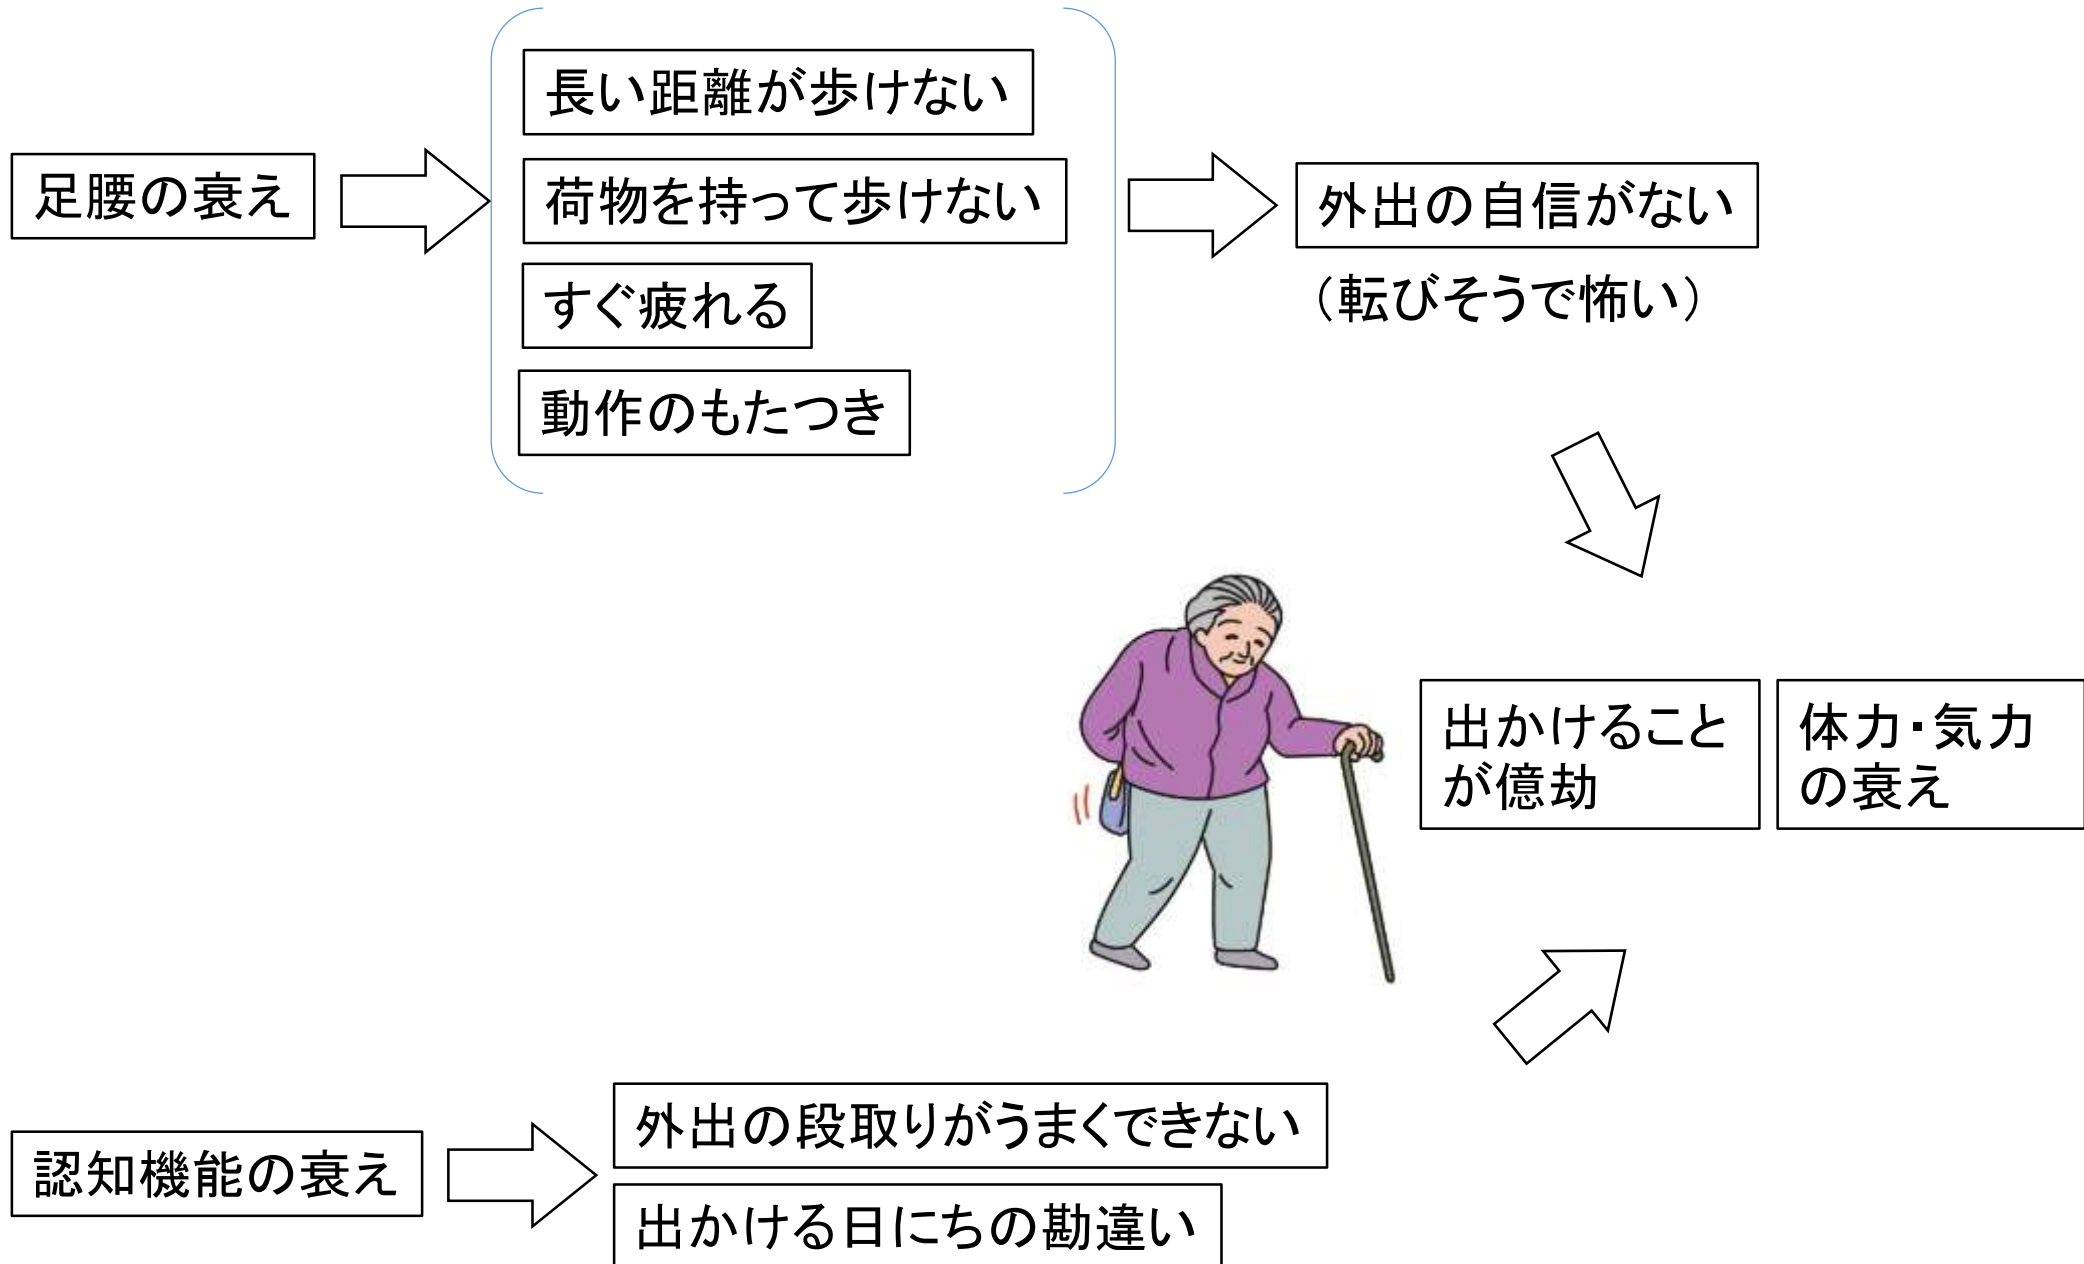 足腰の衰え
長い距離が歩けない
荷物を持って歩けない
すぐ疲れる
動作のもたつき
外出の自信がない
（転びそうで怖い）
出かけること
が億劫
体力・気力
の衰え
認知機能の衰え
外出の段取りがうまくできない
出かける日にちの勘違い